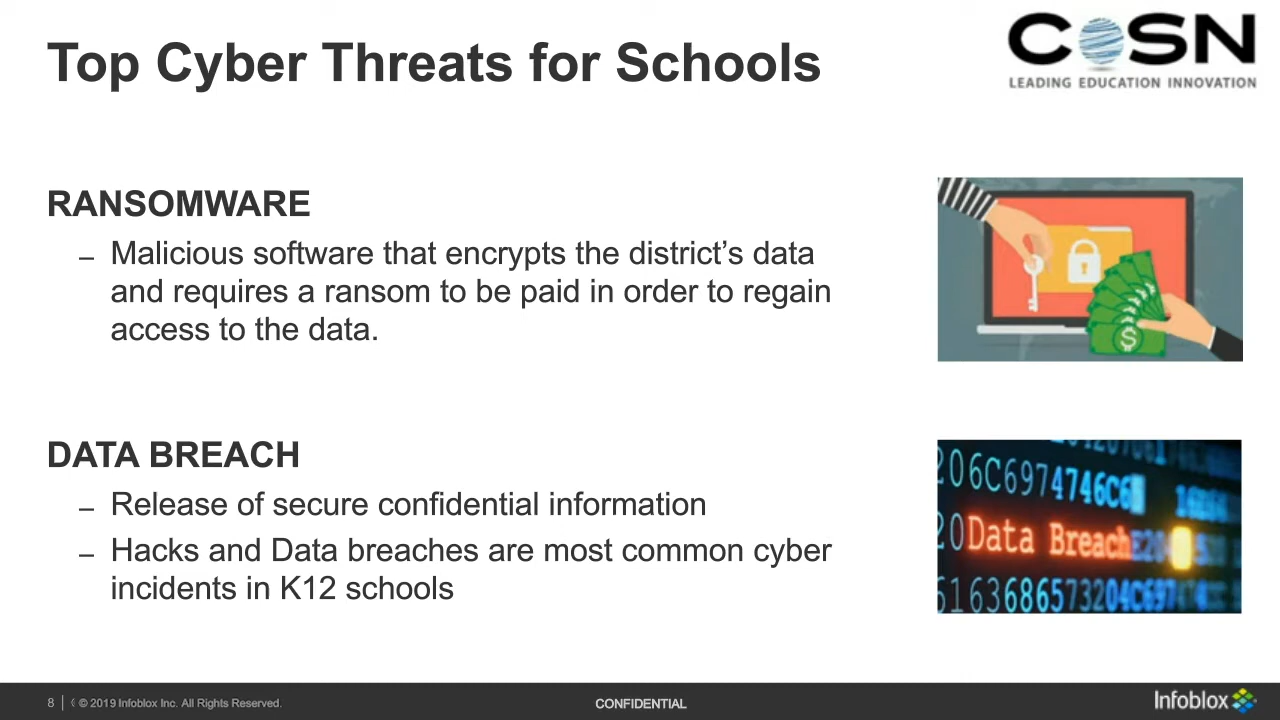 Top Cyber Threats for Schools
COSN
LEADING EDUCATION INNOVATION
RANSOMWARE
– Malicious software that encrypts the district’s data
and requires a ransom to be paid in order to regain
access to the data.
$
DATA BREACH
– Release of secure confidential information
– Hacks and Data breaches are most common cyber
incidents in K12 schools
206C6974746C6
20Data Breach
6163686573204C697
8 | © 2019 Infoblox Inc. All Rights Reserved.
CONFIDENTIAL
Infoblox